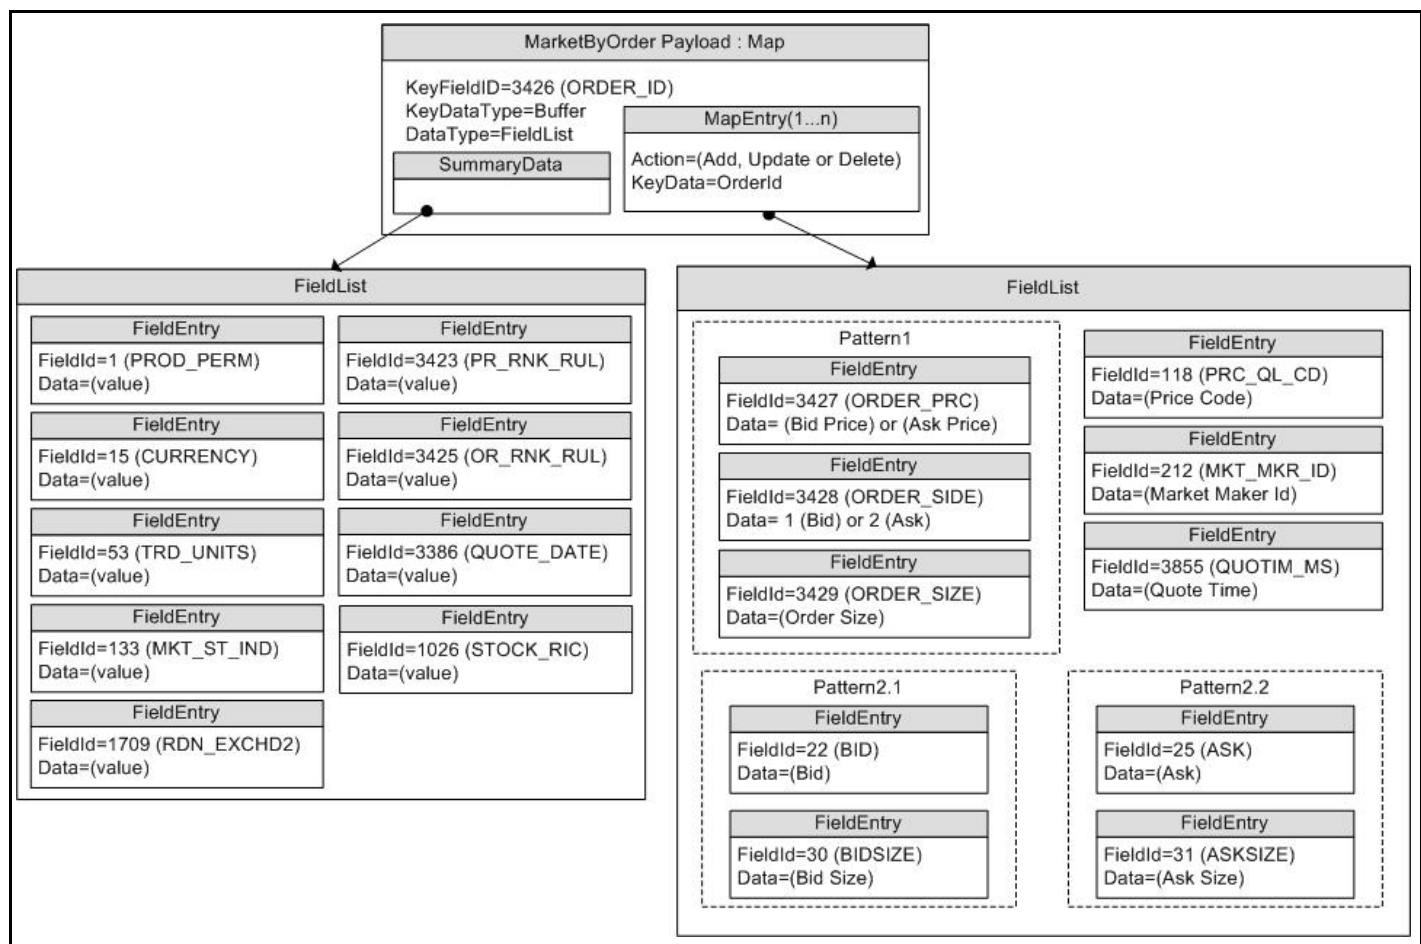 MarketByOrder Payload : Map
KeyFieldID=3426 (ORDER_ID)
KeyDataType=Buffer
DataType=FieldList
SummaryData
MapEntry(1...n)
Action=(Add, Update or Delete)
KeyData=OrderId
FieldList
FieldEntry
FieldId=1 (PROD_PERM)
Data=(value)
FieldEntry
FieldId=15 (CURRENCY)
Data=(value)
FieldEntry
FieldId=53 (TRD_UNITS)
Data=(value)
FieldEntry
FieldId=133 (MKT_ST_IND)
Data=(value)
FieldEntry
FieldId=1709 (RDN_EXCHD2)
Data=(value)
FieldEntry
FieldId=3423 (PR_RNK_RUL)
Data=(value)
FieldEntry
FieldId=3425 (OR_RNK_RUL)
Data=(value)
FieldEntry
FieldId=3386 (QUOTE_DATE)
Data=(value)
FieldEntry
FieldId=1026 (STOCK_RIC)
Data=(value)
FieldList
Pattern1
FieldEntry
FieldId=3427 (ORDER_PRC)
Data= (Bid Price) or (Ask Price)
FieldEntry
FieldId=3428 (ORDER_SIDE)
Data= 1 (Bid) or 2 (Ask)
FieldEntry
FieldId=3429 (ORDER_SIZE)
Data=(Order Size)
FieldEntry
FieldId=118 (PRC_QL_CD)
Data=(Price Code)
FieldEntry
FieldId=212 (MKT_MKR_ID)
Data=(Market Maker Id)
FieldEntry
FieldId=3855 (QUOTIM_MS)
Data=(Quote Time)
Pattern2.1
FieldEntry
FieldId=22 (BID)
Data=(Bid)
FieldEntry
FieldId=30 (BIDSIZE)
Data=(Bid Size)
Pattern2.2
FieldEntry
FieldId=25 (ASK)
Data=(Ask)
FieldEntry
FieldId=31 (ASKSIZE)
Data=(Ask Size)